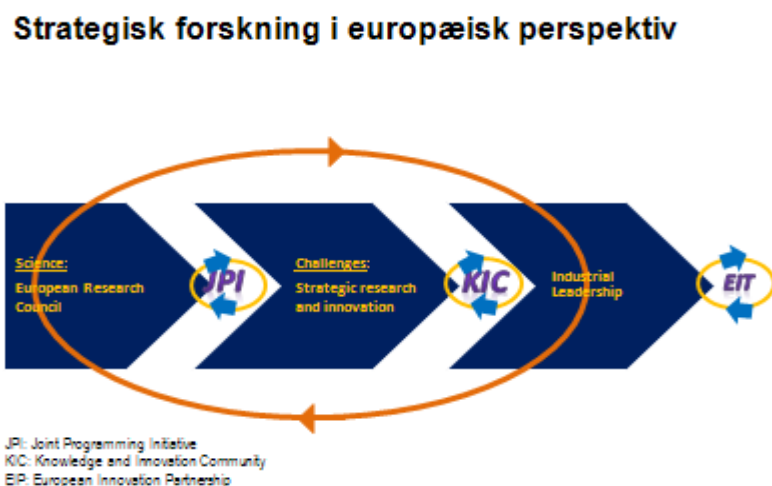 Strategisk forskning i europæisk perspektiv
Science:
European Research
Council
JPI
Challenges:
Strategic research
and innovation
KIC
Industrial
Leadership
EIT
JPI: Joint Programming Initiative
KIC: Knowledge and Innovation Community
EIP: European Innovation Partnership